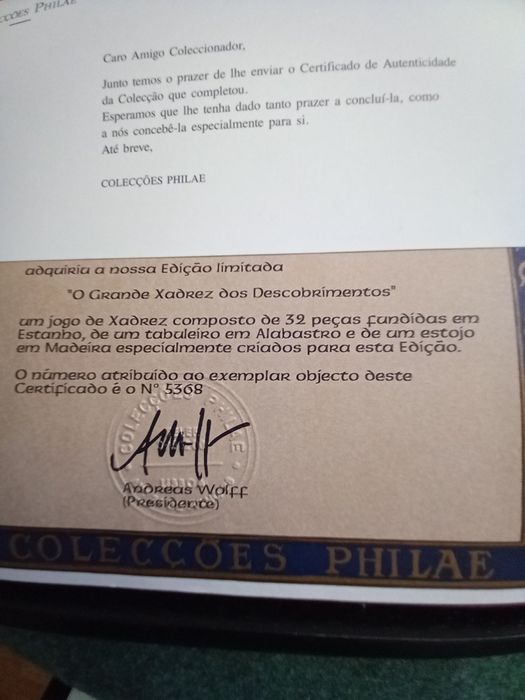 COLECÇÕES PHILAE
Caro Amigo Coleccionador,
Junto temos o prazer de lhe enviar o Certificado de Autenticidade
da Colecção que completou.
Esperamos que lhe tenha dado tanto prazer a concluí-la, como
a nós concebê-la especialmente para si.
Até breve,
COLECÇÕES PHILAE
adquiriu a nossa Edição limitada
"O Grande Xadrez dos Descobrimentos"
um jogo de Xadrez composto de 32 peças fundidas em
Estanho, de um tabuleiro em Alabastro e de um estojo
em Madeira especialmente criados para esta Edição.
O número atribuído ao exemplar objecto deste
Certificado é o Nº 5368
COLECÇÕES PHILAE
Andreas Wolff
(Presidente)
COLECÇÕES PHILAE